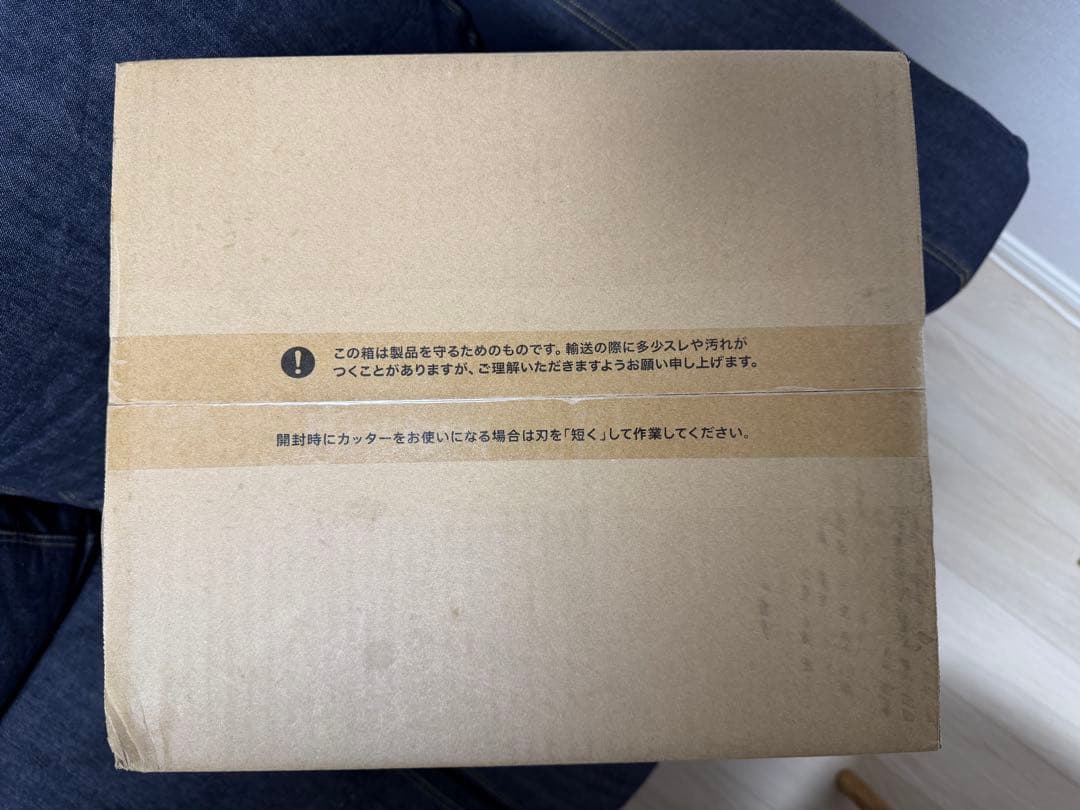 この箱は製品を守るためのものです。輸送の際に多少スレや汚れが
つくことがありますが、ご理解いただきますようお願い申し上げます。
開封時にカッターをお使いになる場合は刃を「短く」して作業してください。